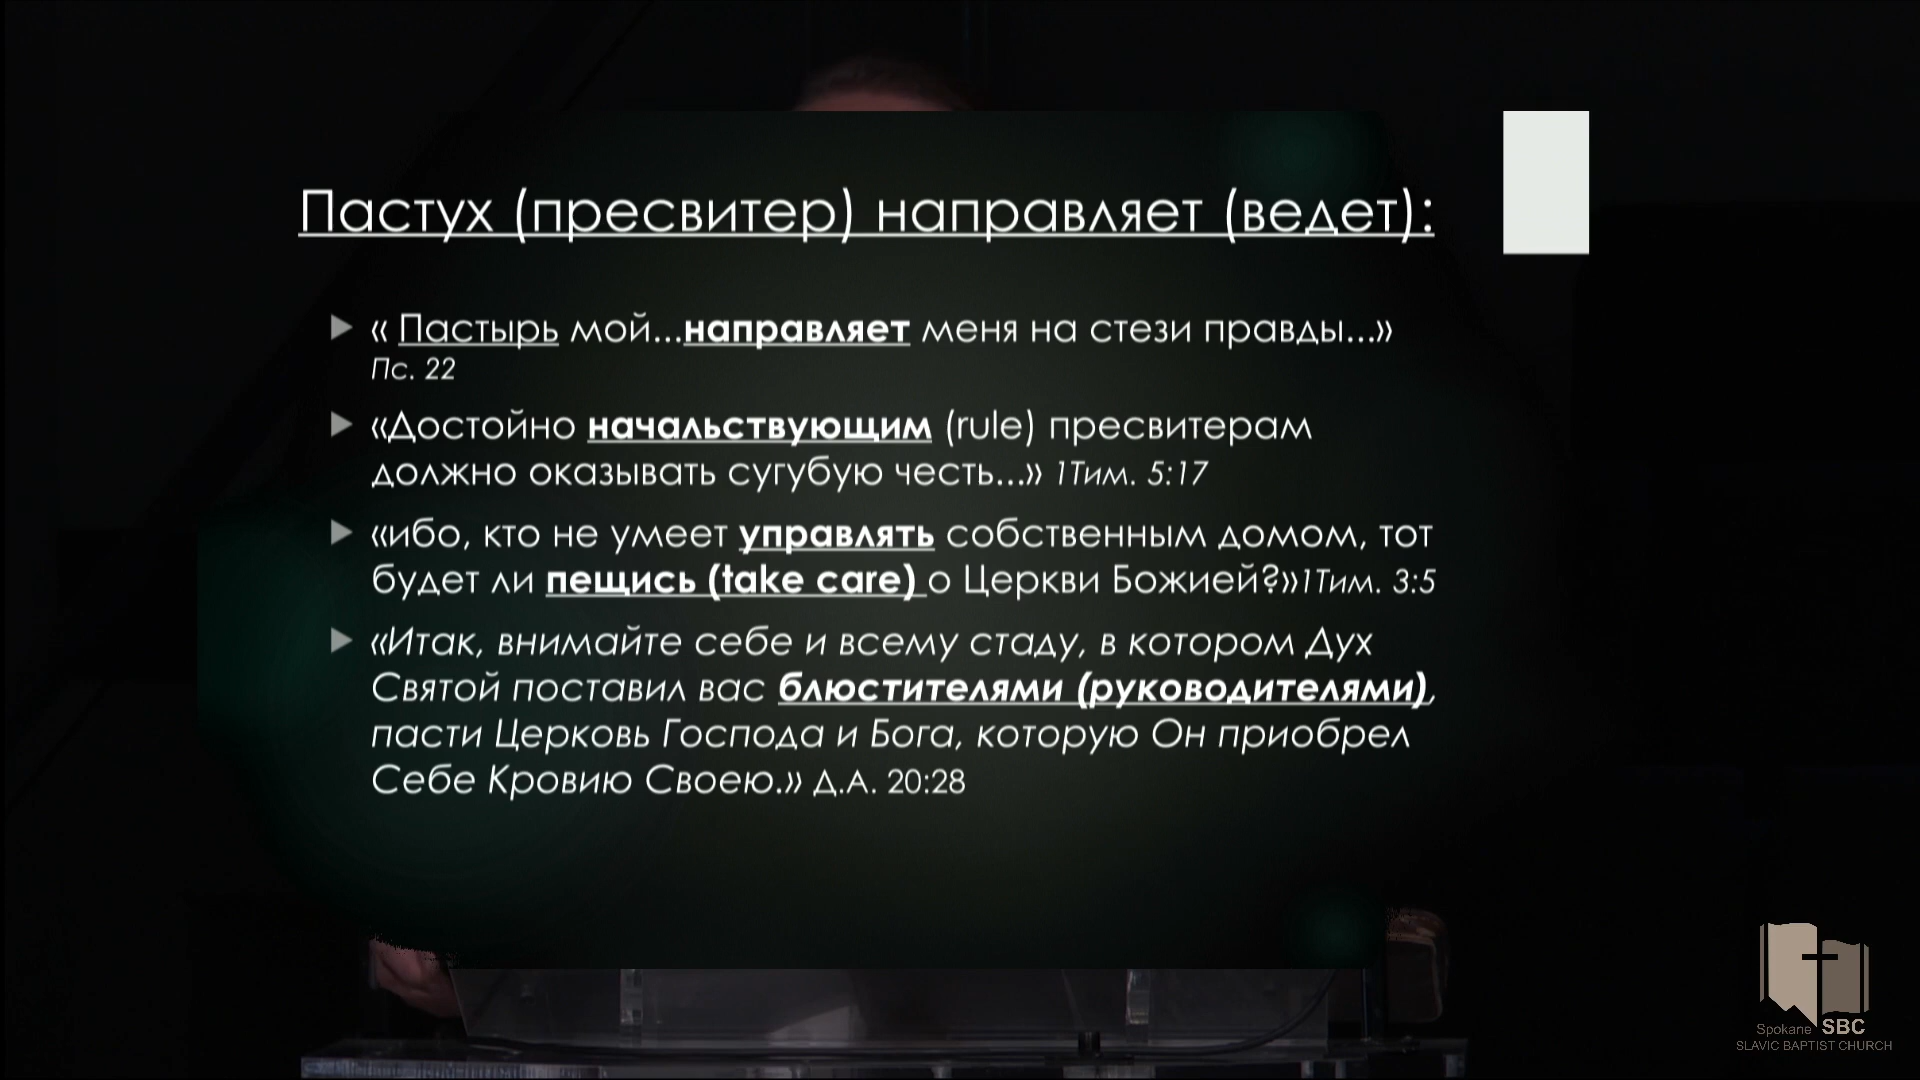 Пастух (пресвитер) направляет (ведет):
« Пастырь мой...направляет меня на стези правды...»
Пс. 22
«Достойно начальствующим (rule) пресвитерам
должно оказывать сугубую честь...» 1Тим. 5:17
«ибо, кто не умеет управлять собственным домом, тот
будет ли пещись (take care) о Церкви Божией?»1Тим. 3:5
«Итак, внимайте себе и всему стаду, в котором Дух
Святой поставил вас блюстителями (руководителями),
пасти Церковь Господа и Бога, которую Он приобрел
Себе Кровию Своею.» Д.А. 20:28
Spokane SBC
SLAVIC BAPTIST CHURCH